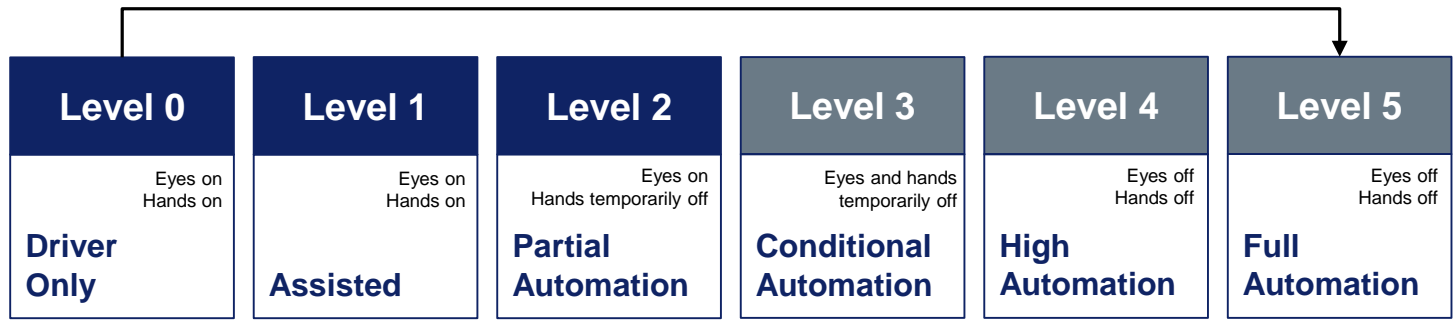 Level 0
Eyes on
Hands on
Driver
Only
Level 1
Eyes on
Hands on
Assisted
Level 2
Eyes on
Hands temporarily off
Partial
Automation
Level 3
Eyes and hands
temporarily off
Conditional
Automation
Level 4
Eyes off
Hands off
High
Automation
Level 5
Eyes off
Hands off
Full
Automation